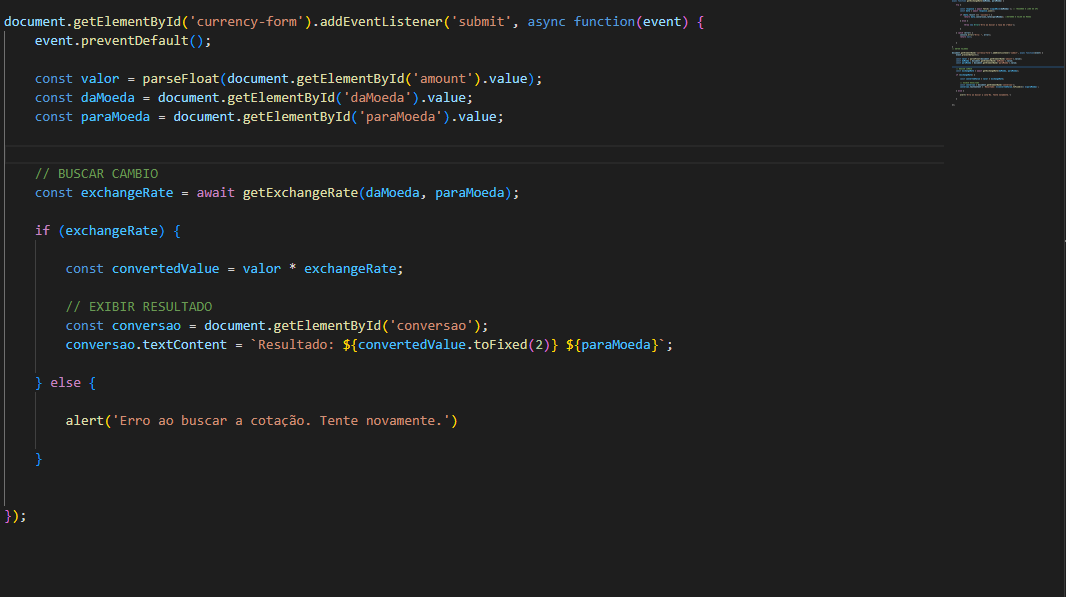 document.getElementById('currency-form').addEventListener('submit', async function(event) {
    event.preventDefault();
    const valor = parseFloat(document.getElementById('amount').value);
    const daMoeda = document.getElementById('daMoeda').value;
    const paraMoeda = document.getElementById('paraMoeda').value;
    // BUSCAR CAMBIO
    const exchangeRate = await getExchangeRate(daMoeda, paraMoeda);
    if (exchangeRate) {
        const convertedValue = valor * exchangeRate;
        // EXIBIR RESULTADO
        const conversao = document.getElementById('conversao');
        conversao.textContent = `Resultado: ${convertedValue.toFixed(2)} ${paraMoeda}`;
    } else {
        alert('Erro ao buscar a cotação. Tente novamente.')
    }
});